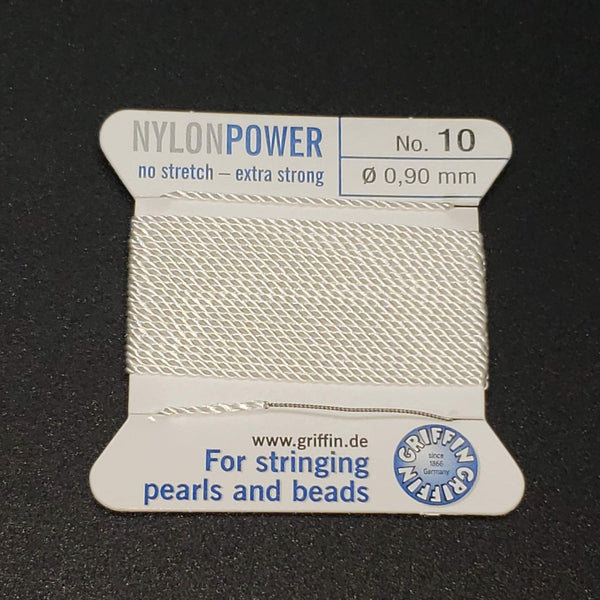 NYLONPOWER
no stretch – extra strong
No. 10
Ø 0,90 mm
www.griffin.de
For stringing
pearls and beads
GRIFFIN
since
1866
Germany
GRIFFIN